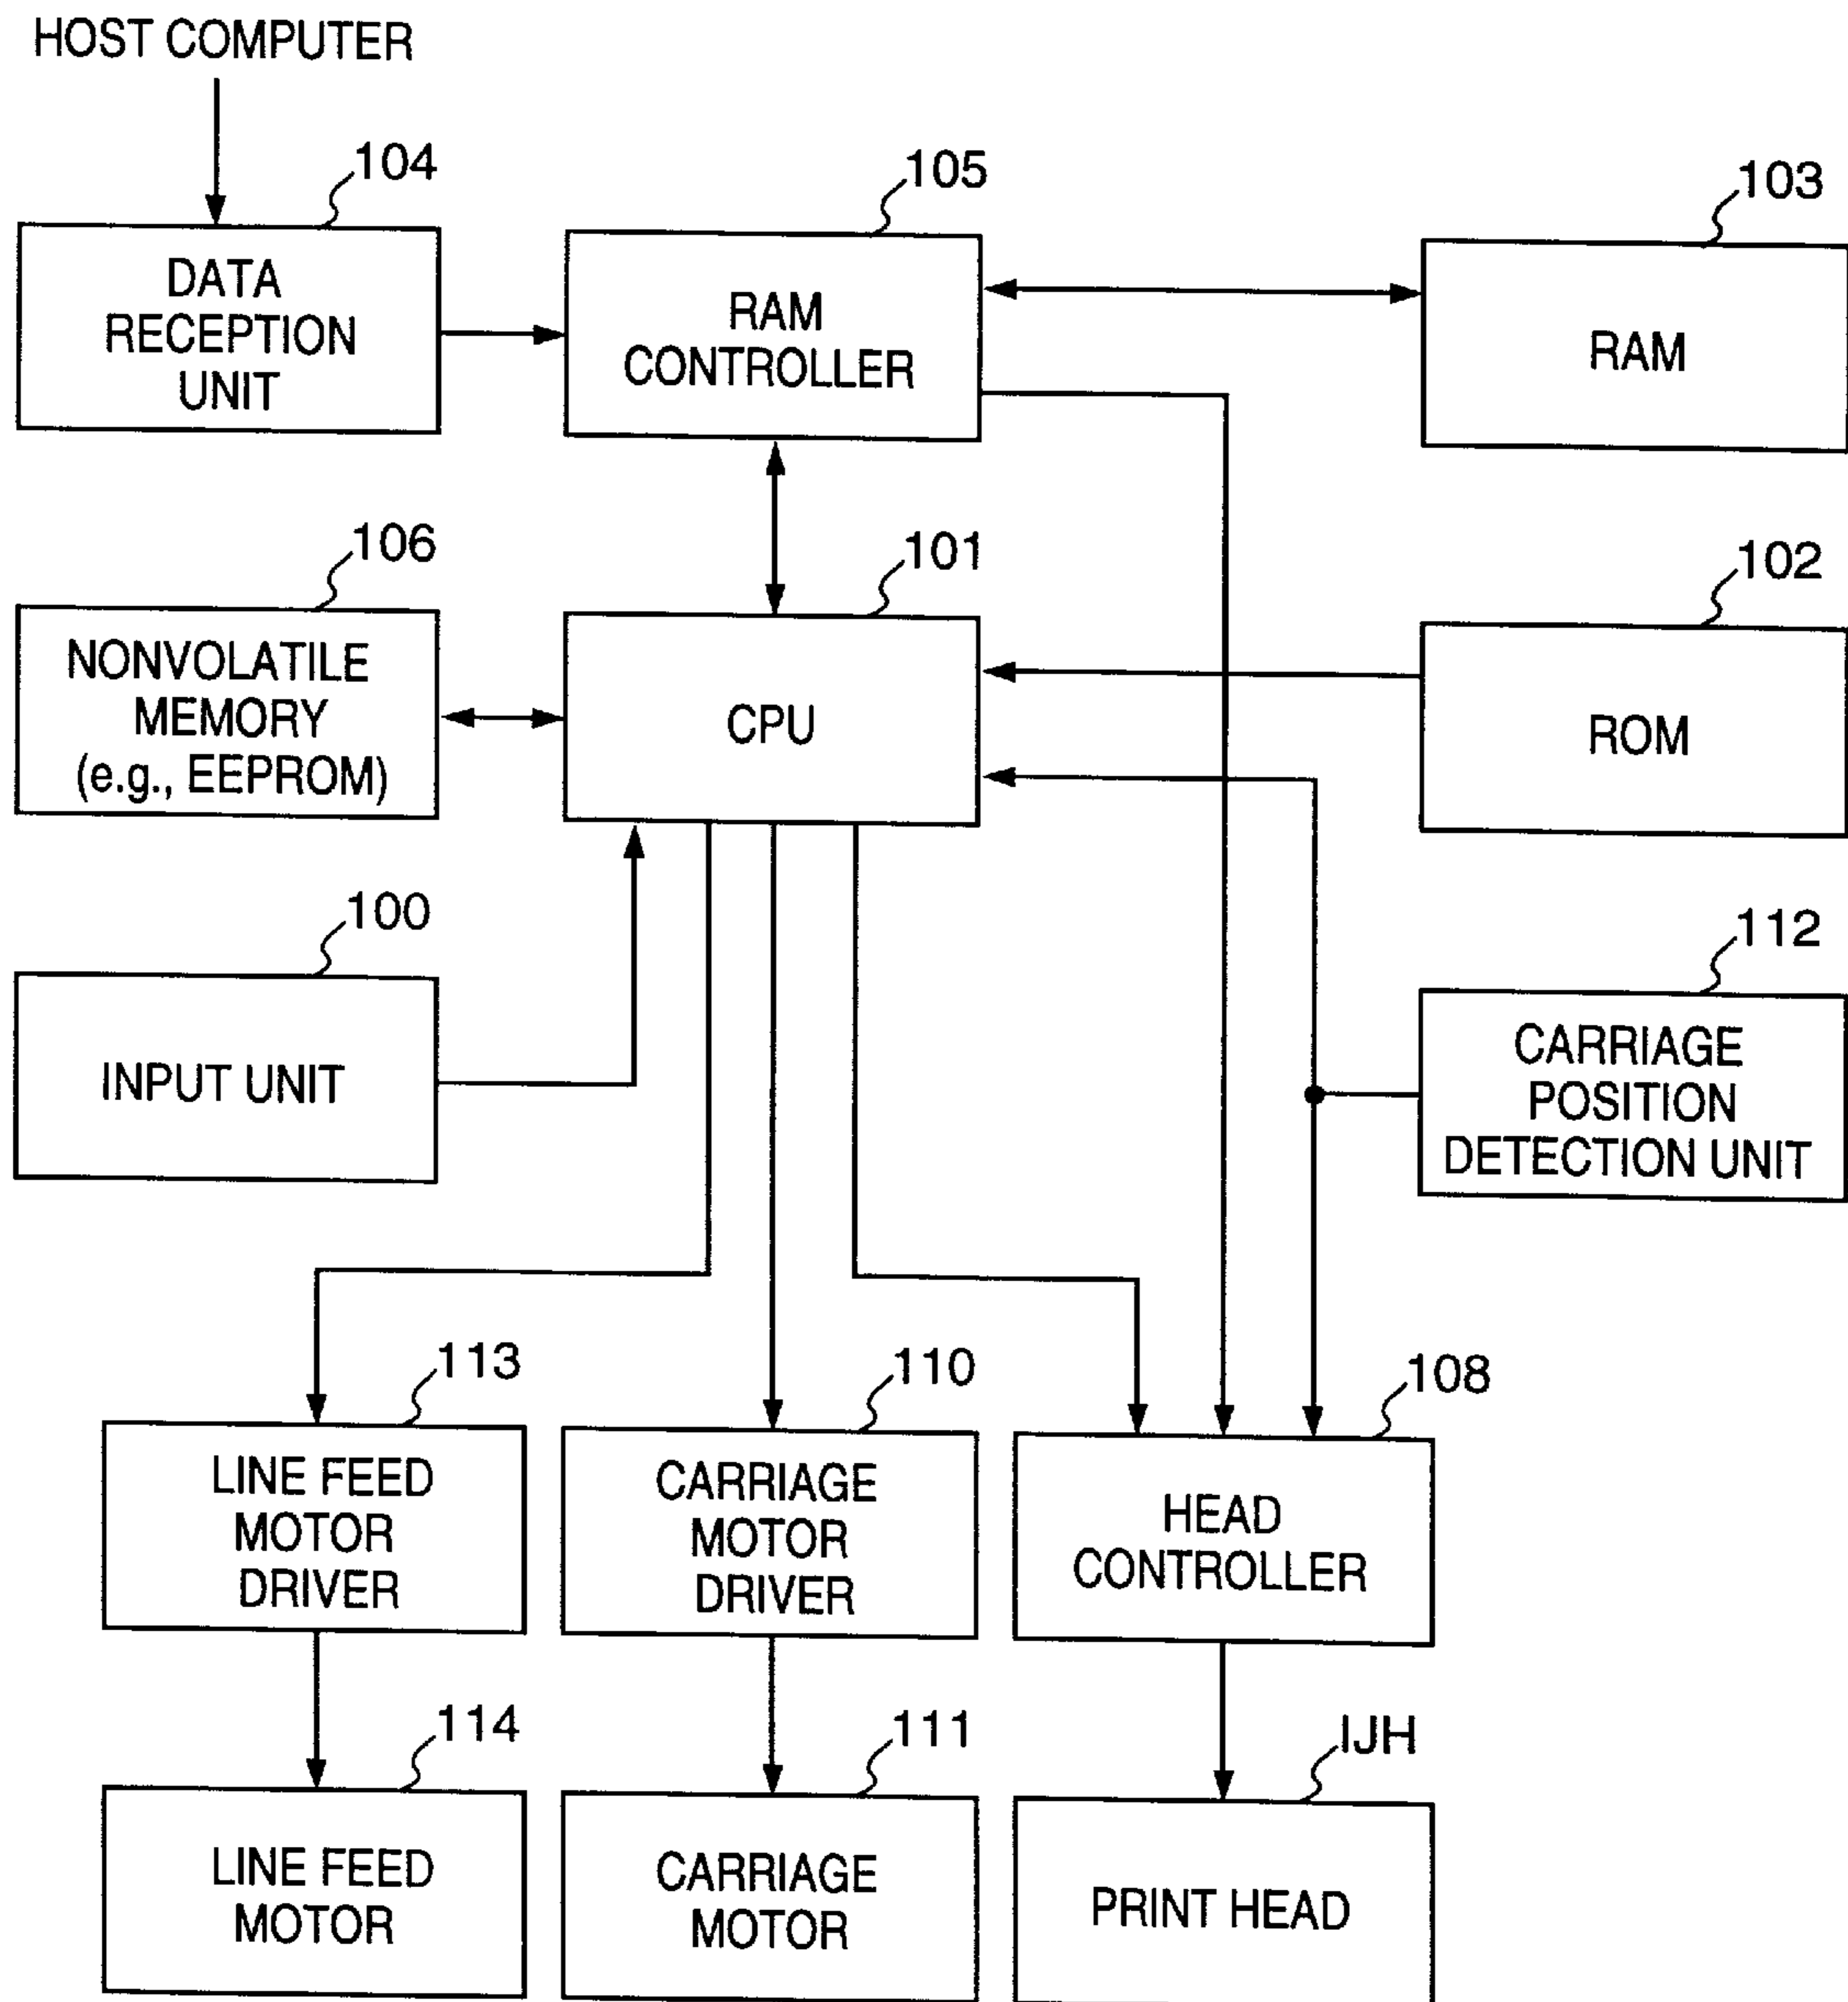 HOST COMPUTER
104
105
103
DATA
RECEPTION
UNIT
RAM
CONTROLLER
RAM
106
101
102
NONVOLATILE
MEMORY
(e.g., EEPROM)
CPU
ROM
100
112
INPUT UNIT
CARRIAGE
POSITION
DETECTION UNIT
113
110
108
LINE FEED
MOTOR
DRIVER
CARRIAGE
MOTOR
DRIVER
HEAD
CONTROLLER
114
111
IJH
LINE FEED
MOTOR
CARRIAGE
MOTOR
PRINT HEAD